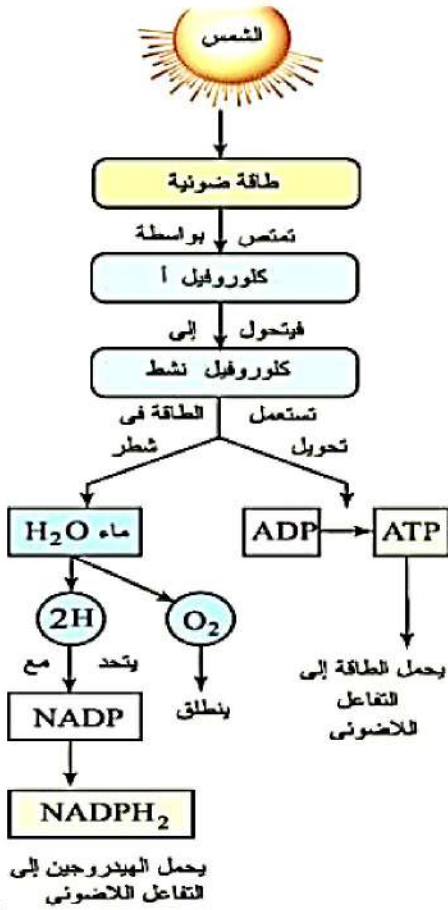 الشمس
طاقة ضوئية
تمتص بواسطة
كلوروفيل أ
فيتحول إلى
كلوروفيل نشط
تستعمل الطاقة فى
تحويل
شطر
ADP
ATP
ماء H₂O
2H
O₂
يحمل الطاقة إلى
التفاعل
اللاضوئى
يتحد مع
ينطلق
NADP
NADPH₂
يحمل الهيدروجين إلى
التفاعل اللاضوئى